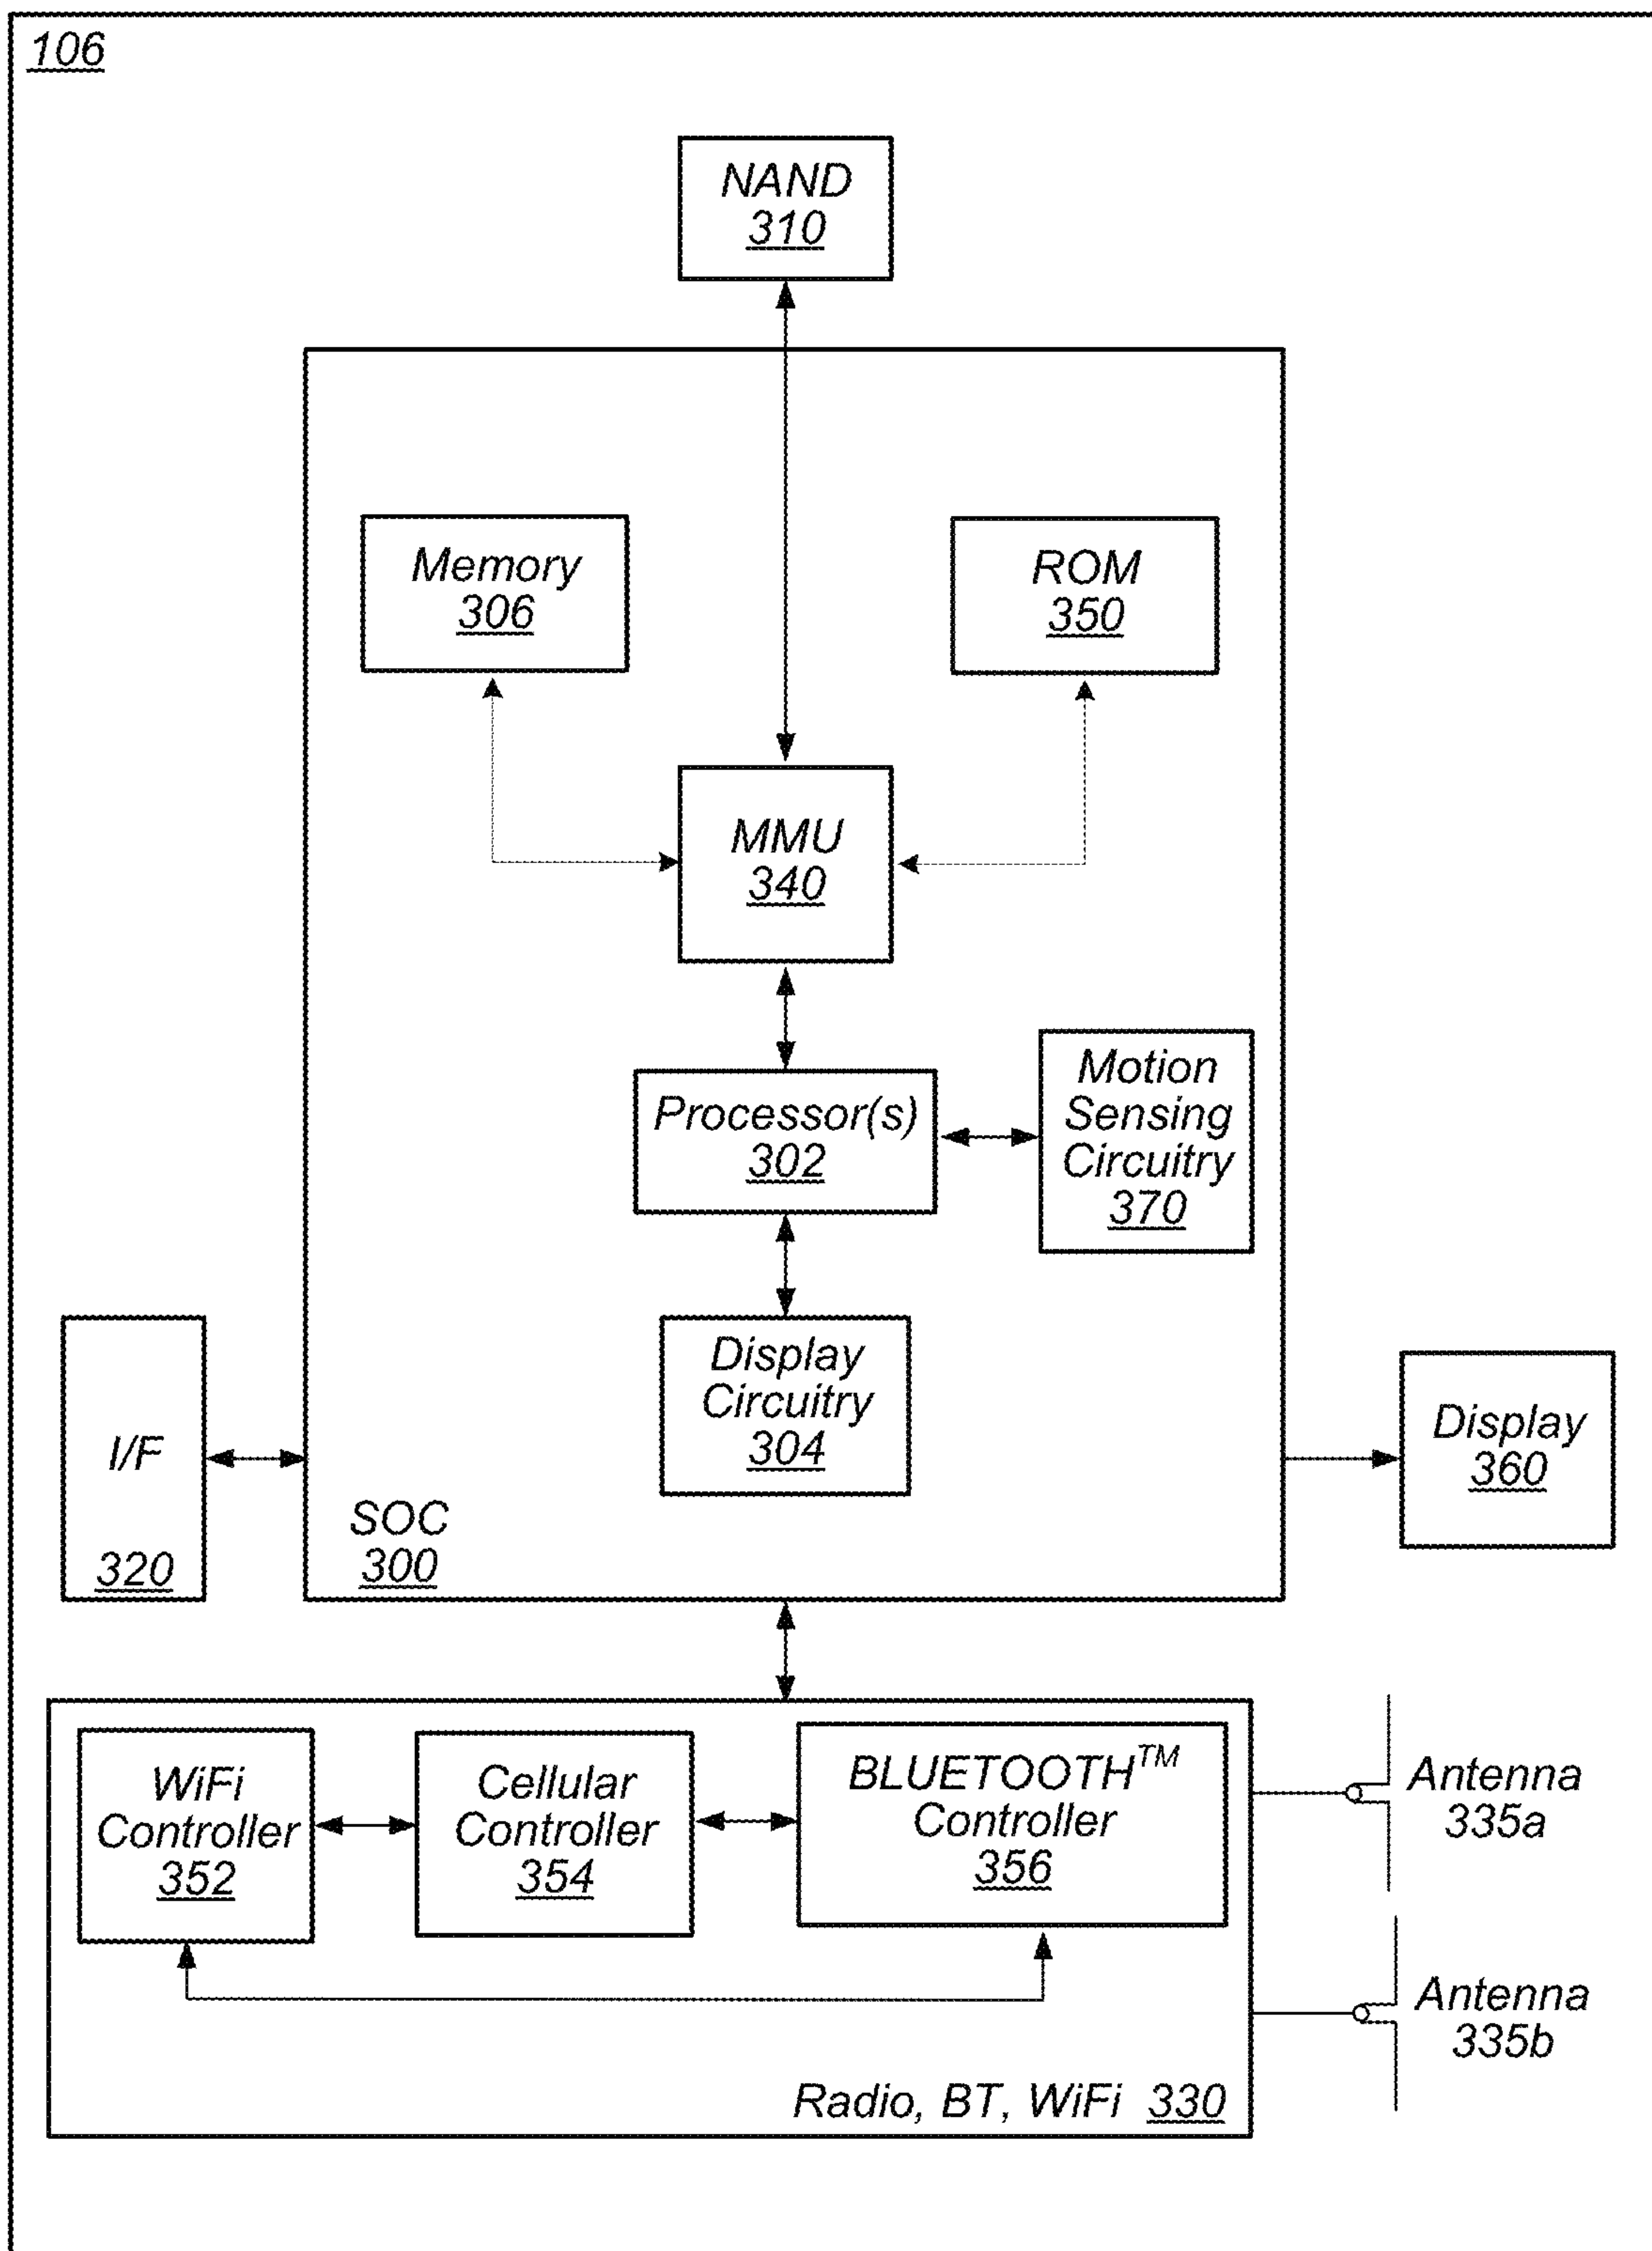 106
NAND
310
Memory
306
ROM
350
MMU
340
Processor(s)
302
Motion
Sensing
Circuitry
370
Display
Circuitry
304
I/F
320
SOC
300
Display
360
WiFi
Controller
352
Cellular
Controller
354
BLUETOOTH™
Controller
356
Antenna
335a
Antenna
335b
Radio, BT, WiFi 330